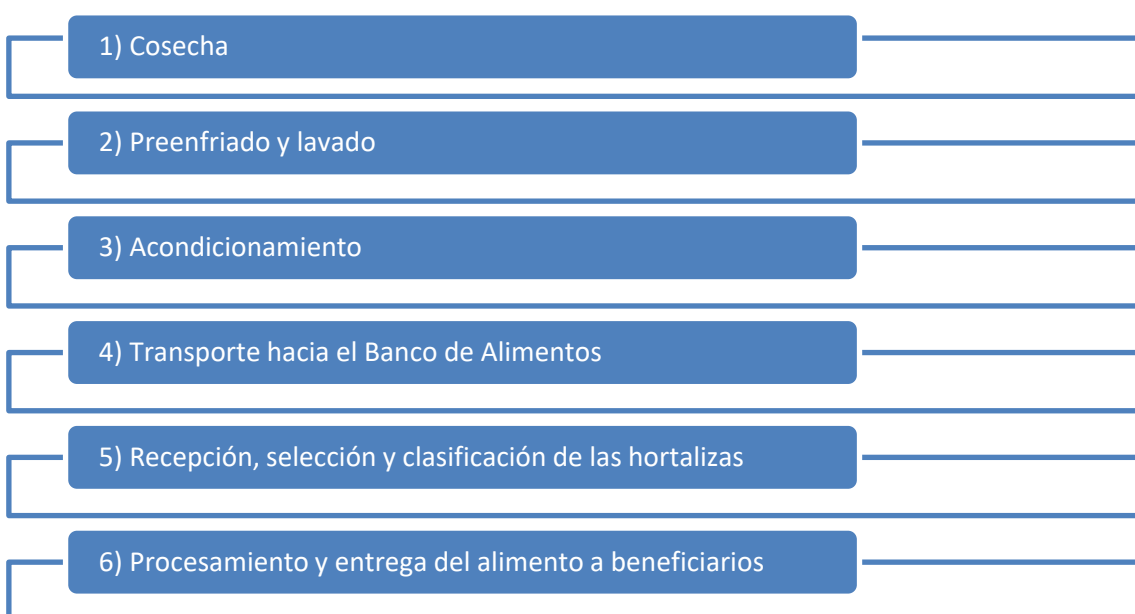 1) Cosecha
2) Preenfriado y lavado
3) Acondicionamiento
4) Transporte hacia el Banco de Alimentos
5) Recepción, selección y clasificación de las hortalizas
6) Procesamiento y entrega del alimento a beneficiarios